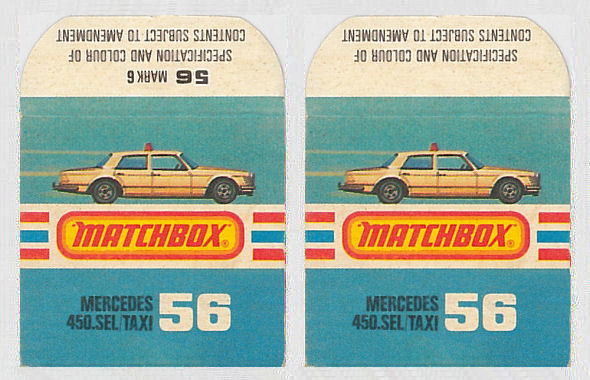 CONTENTS SUBJECT TO AMENDMENT
SPECIFICATION AND COLOUR OF
56 MARK 6
MATCHBOX®
MERCEDES
450.SEL/TAXI
56
CONTENTS SUBJECT TO AMENDMENT
SPECIFICATION AND COLOUR OF
MATCHBOX®
MERCEDES
450.SEL/TAXI
56